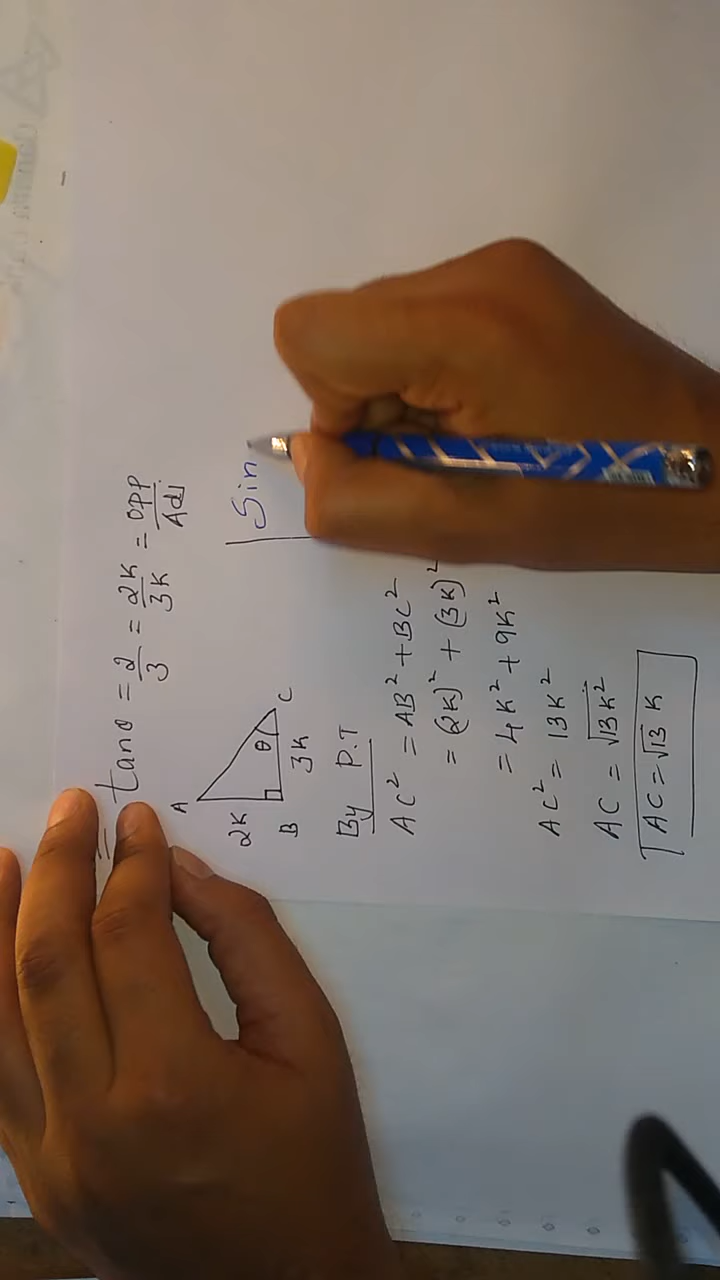 = tanθ = 2/3 = 2K/3K = opp/Adj
A
2K
θ
B 3K C
By P.T
AC² = AB² + BC²
= (2K)² + (3K)²
= 4K² + 9K²
AC² = 13K²
AC = √13K²
AC = √13 K
Sin